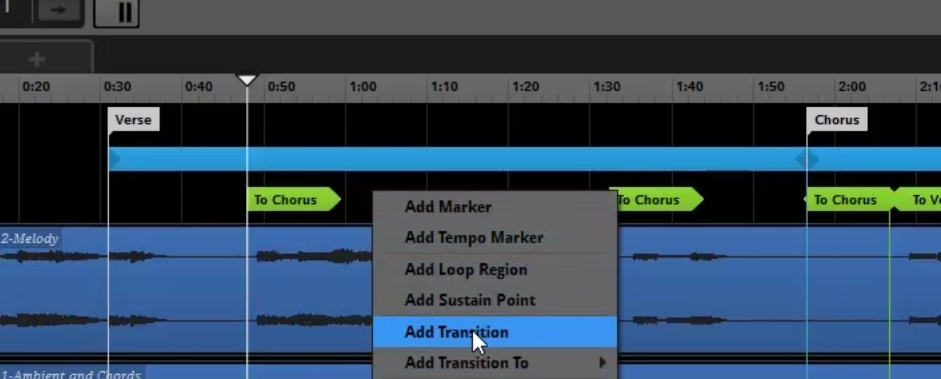 +
0:20 0:30 0:40 0:50 1:00 1:10 1:20 1:30 1:40 1:50 2:00 2:10
Verse Chorus
To Chorus To Chorus To Chorus To V
Add Marker
Add Tempo Marker
Add Loop Region
Add Sustain Point
Add Transition
Add Transition To
2-Melody
1-Ambient and Chords